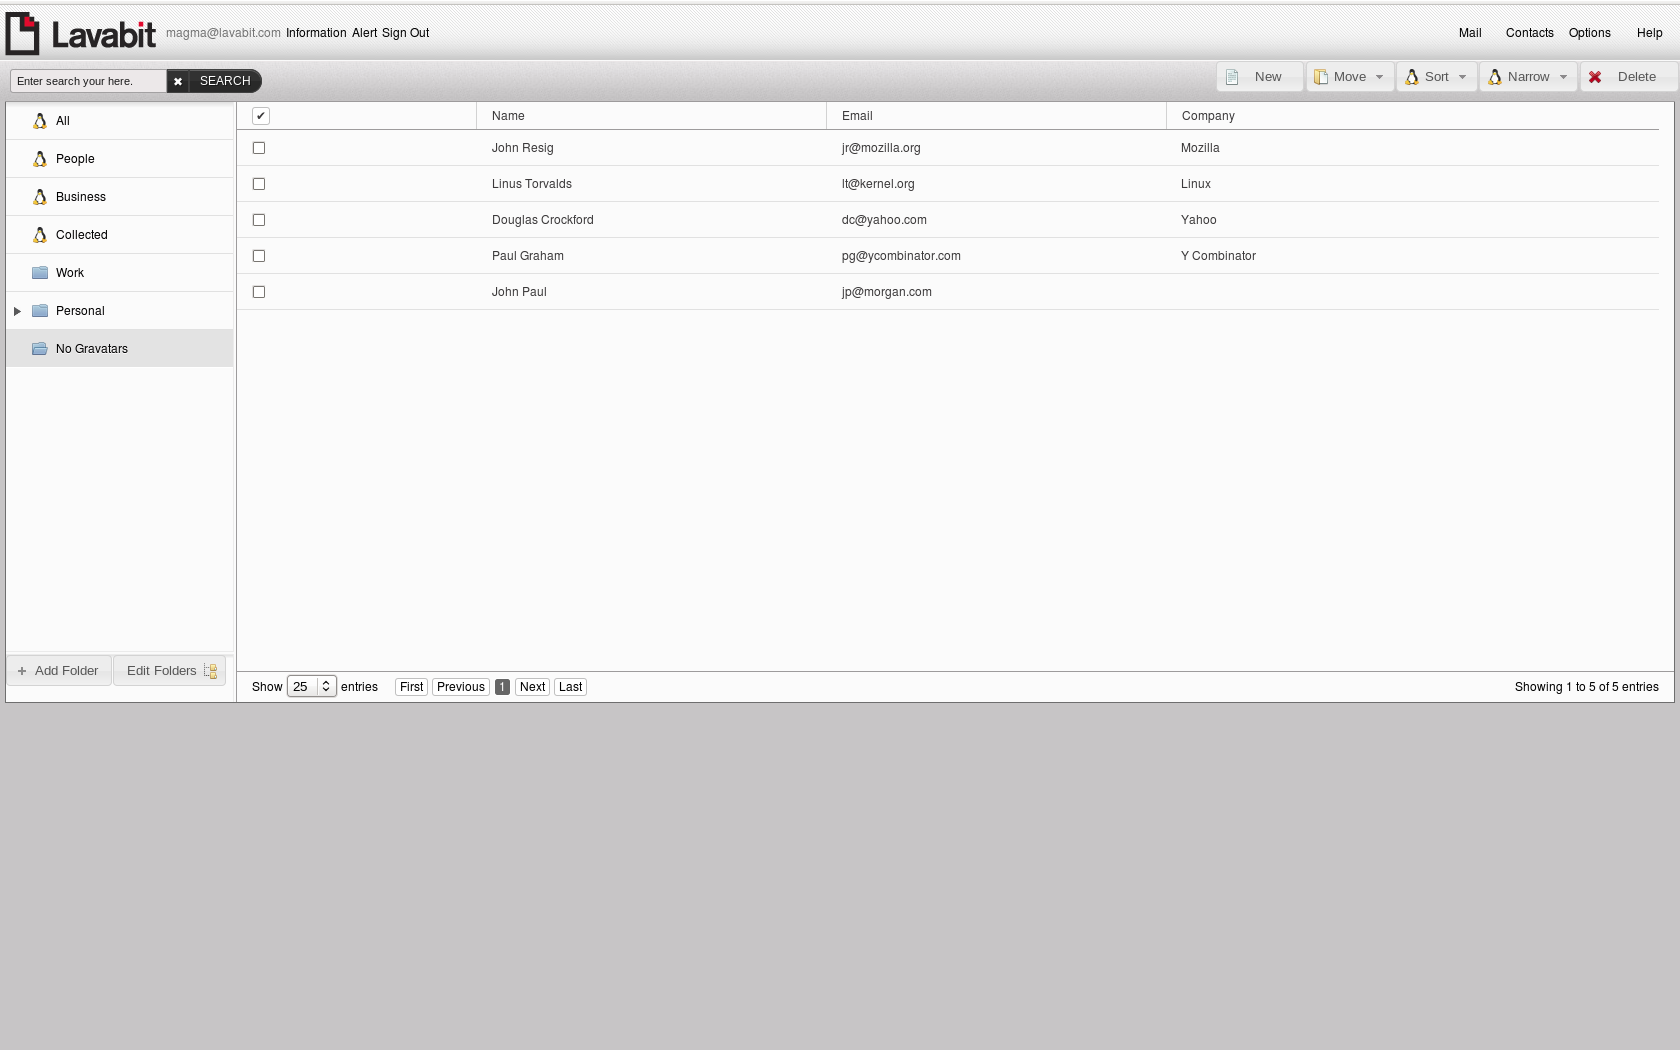 Lavabit magma@lavabit.com Information Alert Sign Out Mail Contacts Options Help
Enter search your here. ✖ SEARCH New Move Sort Narrow Delete
All
People
Business
Collected
Work
Personal
No Gravatars
✔ Name Email Company
John Resig jr@mozilla.org Mozilla
Linus Torvalds lt@kernel.org Linux
Douglas Crockford dc@yahoo.com Yahoo
Paul Graham pg@ycombinator.com Y Combinator
John Paul jp@morgan.com
+ Add Folder Edit Folders
Show 25 entries First Previous 1 Next Last Showing 1 to 5 of 5 entries